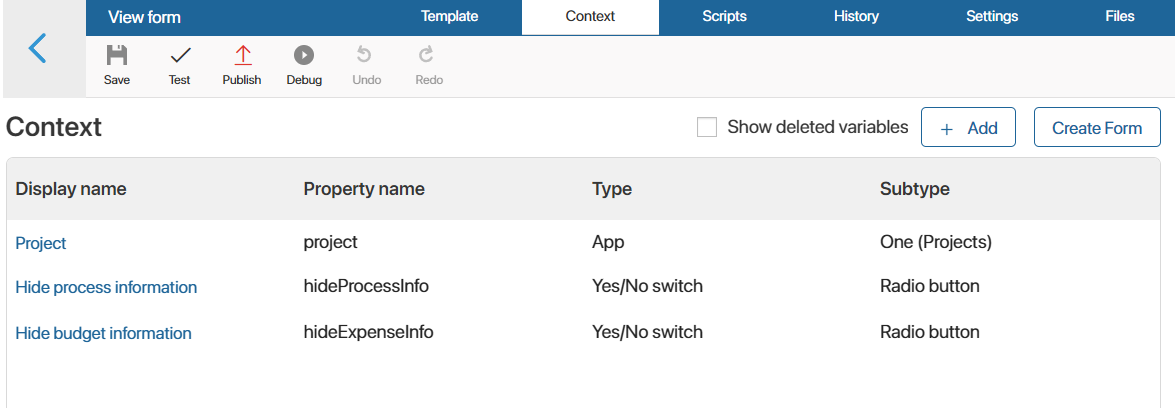 View form Template Context Scripts History Settings Files
Save Test Publish Debug Undo Redo
Context Show deleted variables + Add Create Form
Display name Property name Type Subtype
Project project App One (Projects)
Hide process information hideProcessInfo Yes/No switch Radio button
Hide budget information hideExpenseInfo Yes/No switch Radio button